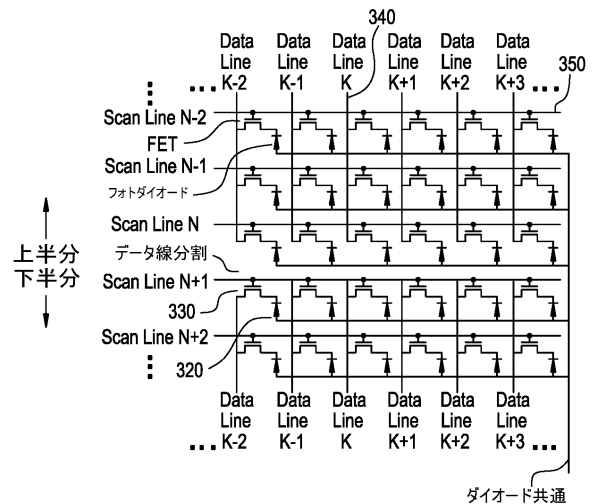 340
Data Data Data Data Data Data
Line Line Line Line Line Line
K-2 K-1 K K+1 K+2 K+3
350
Scan Line N-2
FET
Scan Line N-1
フォトダイオード
Scan Line N
上半分
データ線分割
下半分
Scan Line N+1
330
Scan Line N+2
320
Data Data Data Data Data Data
Line Line Line Line Line Line
K-2 K-1 K K+1 K+2 K+3
ダイオード共通